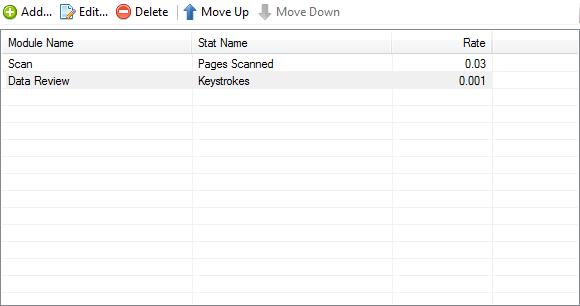 Add... Edit... Delete Move Up Move Down
Module Name Stat Name Rate
Scan Pages Scanned 0.03
Data Review Keystrokes 0.001